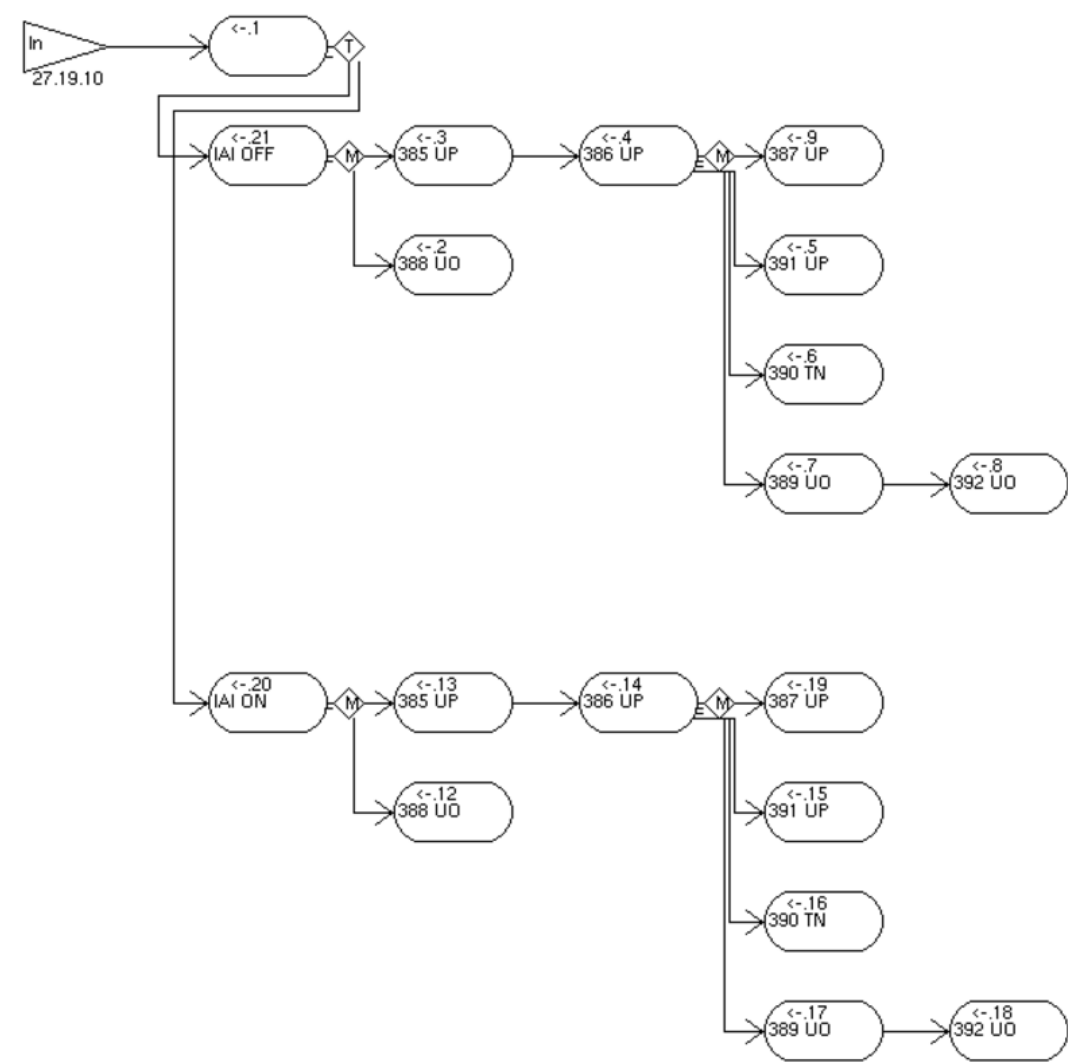 <-.1
T
In
27.19.10
<-.21
IAI OFF
M
<-.3
385 UP
<-.4
386 UP
M
<-.9
387 UP
<-.2
388 UO
<-.5
391 UP
<-.6
390 TN
<-.7
389 UO
<-.8
392 UO
<-.20
IAI ON
M
<-.13
385 UP
<-.14
386 UP
M
<-.19
387 UP
<-.12
388 UO
<-.15
391 UP
<-.16
390 TN
<-.17
389 UO
<-.18
392 UO